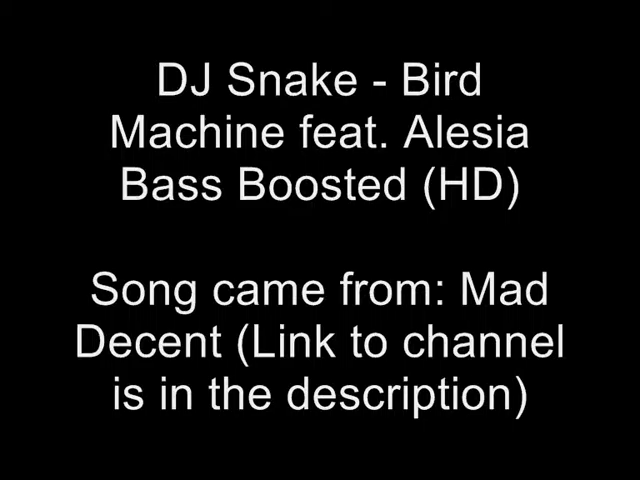 DJ Snake - Bird
Machine feat. Alesia
Bass Boosted (HD)
Song came from: Mad
Decent (Link to channel
is in the description)